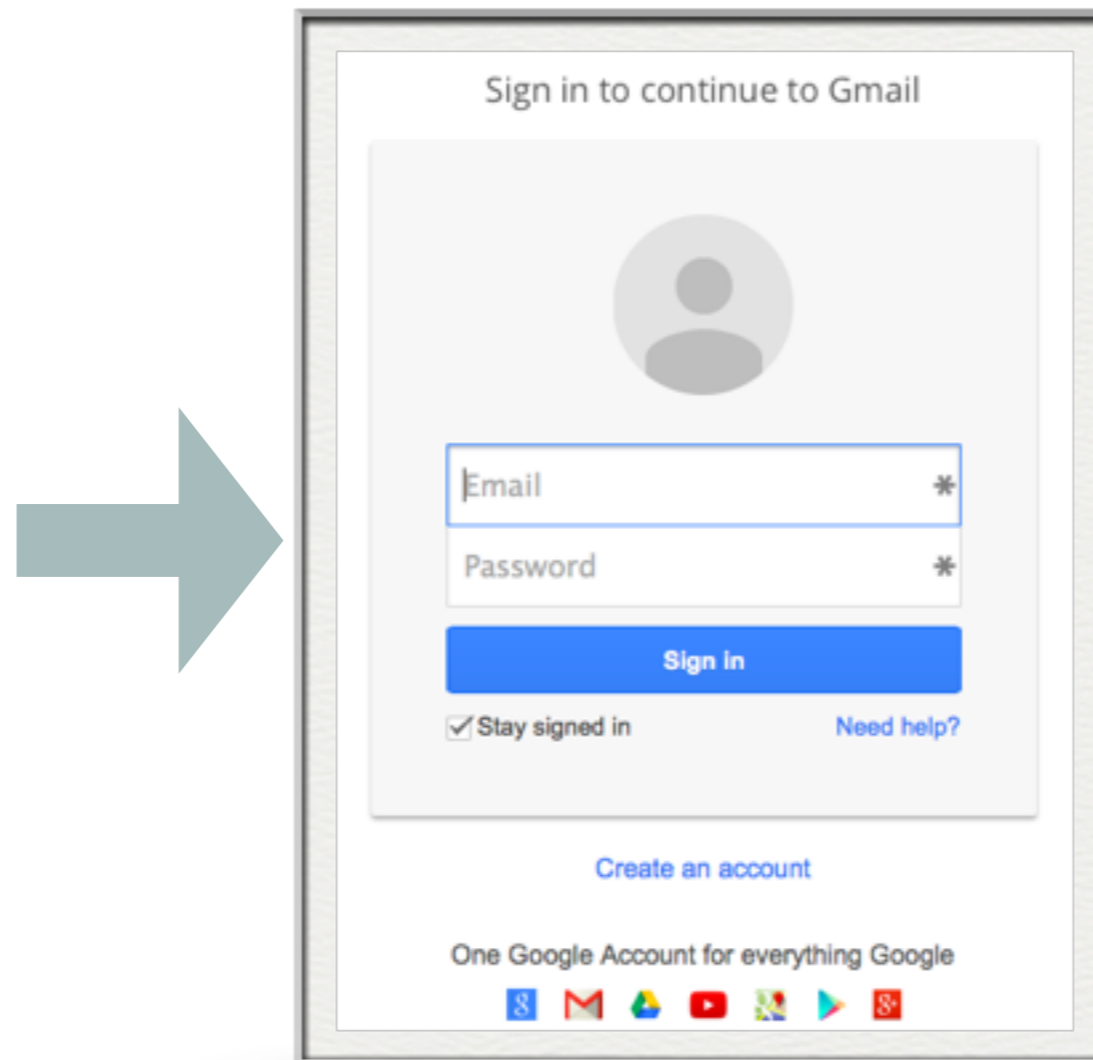 Sign in to continue to Gmail
Email
Password
Sign in
Stay signed in Need help?
Create an account
One Google Account for everything Google